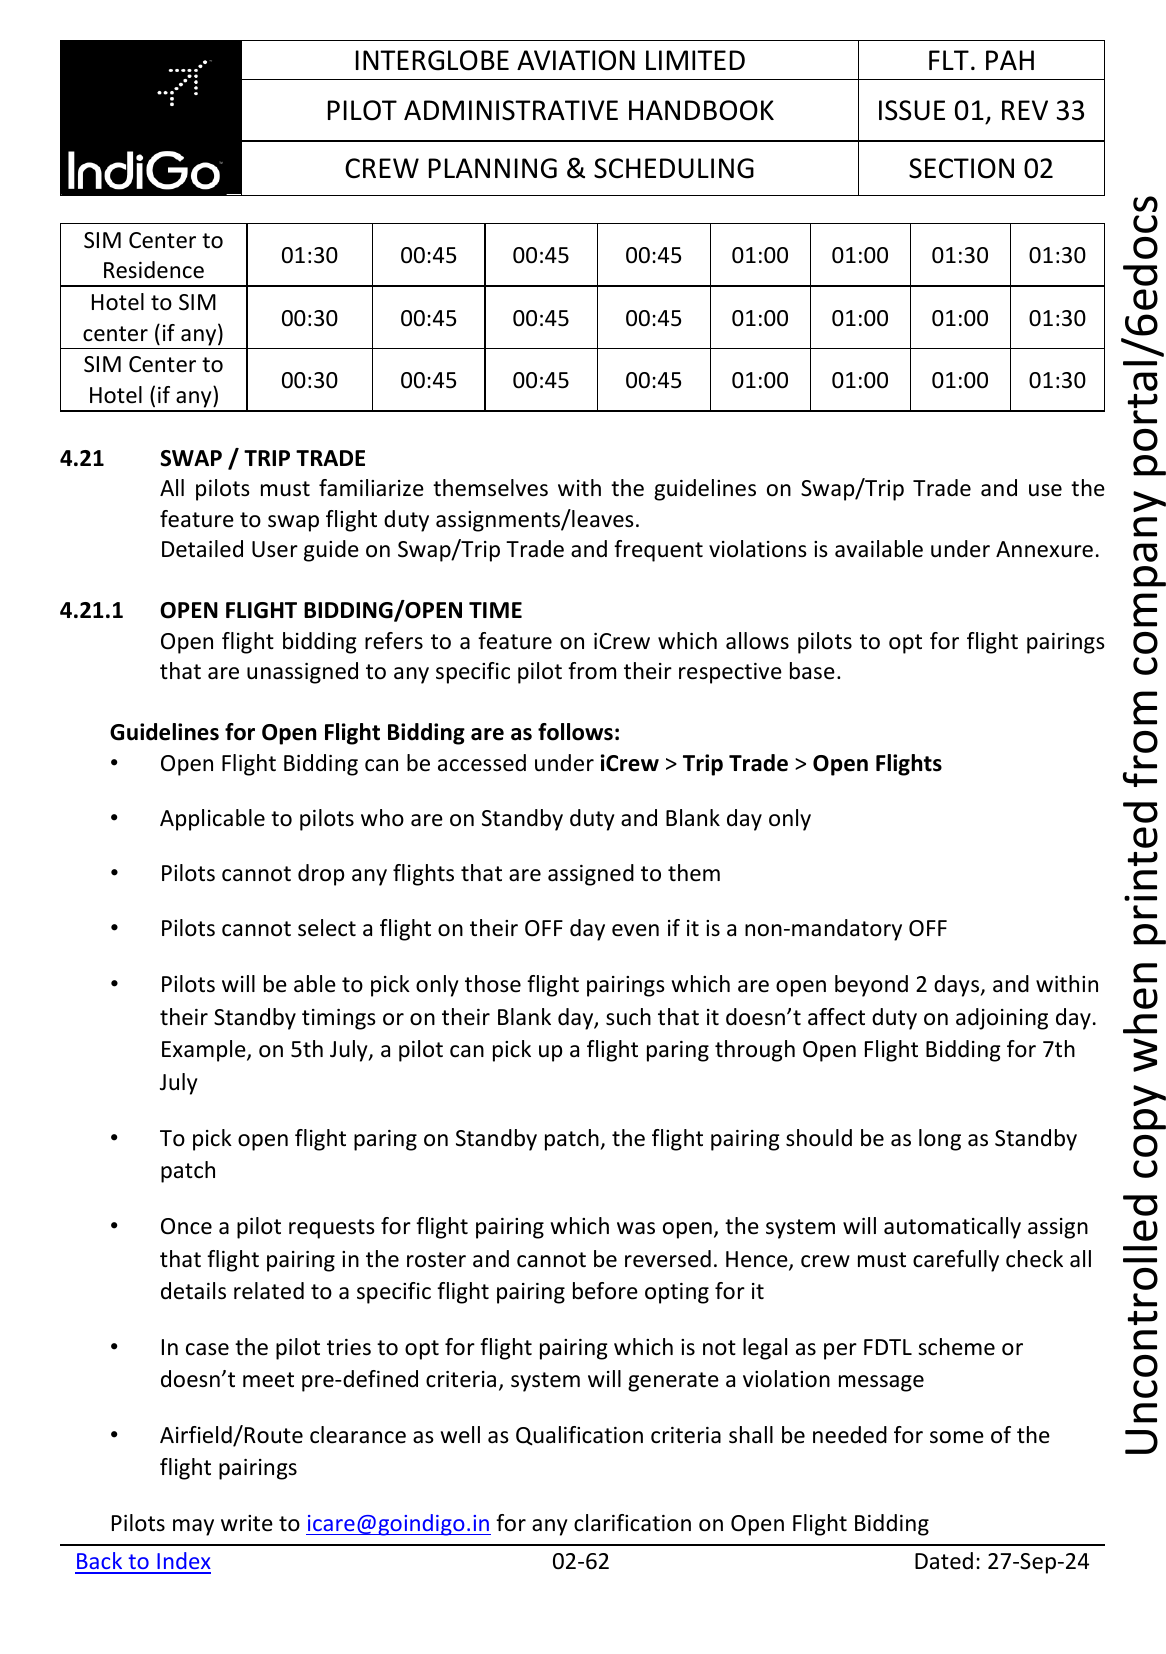 IndiGo
INTERGLOBE AVIATION LIMITED
FLT. PAH
PILOT ADMINISTRATIVE HANDBOOK
ISSUE 01, REV 33
CREW PLANNING & SCHEDULING
SECTION 02
SIM Center to
Residence
01:30 00:45 00:45 00:45 01:00 01:00 01:30 01:30
Hotel to SIM
center (if any)
00:30 00:45 00:45 00:45 01:00 01:00 01:00 01:30
SIM Center to
Hotel (if any)
00:30 00:45 00:45 00:45 01:00 01:00 01:00 01:30
4.21 SWAP / TRIP TRADE
All pilots must familiarize themselves with the guidelines on Swap/Trip Trade and use the
feature to swap flight duty assignments/leaves.
Detailed User guide on Swap/Trip Trade and frequent violations is available under Annexure.
4.21.1 OPEN FLIGHT BIDDING/OPEN TIME
Open flight bidding refers to a feature on iCrew which allows pilots to opt for flight pairings
that are unassigned to any specific pilot from their respective base.
Guidelines for Open Flight Bidding are as follows:
• Open Flight Bidding can be accessed under iCrew > Trip Trade > Open Flights
• Applicable to pilots who are on Standby duty and Blank day only
• Pilots cannot drop any flights that are assigned to them
• Pilots cannot select a flight on their OFF day even if it is a non-mandatory OFF
• Pilots will be able to pick only those flight pairings which are open beyond 2 days, and within
their Standby timings or on their Blank day, such that it doesn’t affect duty on adjoining day.
Example, on 5th July, a pilot can pick up a flight paring through Open Flight Bidding for 7th
July
• To pick open flight paring on Standby patch, the flight pairing should be as long as Standby
patch
• Once a pilot requests for flight pairing which was open, the system will automatically assign
that flight pairing in the roster and cannot be reversed. Hence, crew must carefully check all
details related to a specific flight pairing before opting for it
• In case the pilot tries to opt for flight pairing which is not legal as per FDTL scheme or
doesn’t meet pre-defined criteria, system will generate a violation message
• Airfield/Route clearance as well as Qualification criteria shall be needed for some of the
flight pairings
Pilots may write to icare@goindigo.in for any clarification on Open Flight Bidding
Back to Index 02-62 Dated: 27-Sep-24
Uncontrolled copy when printed from company portal/6edocs